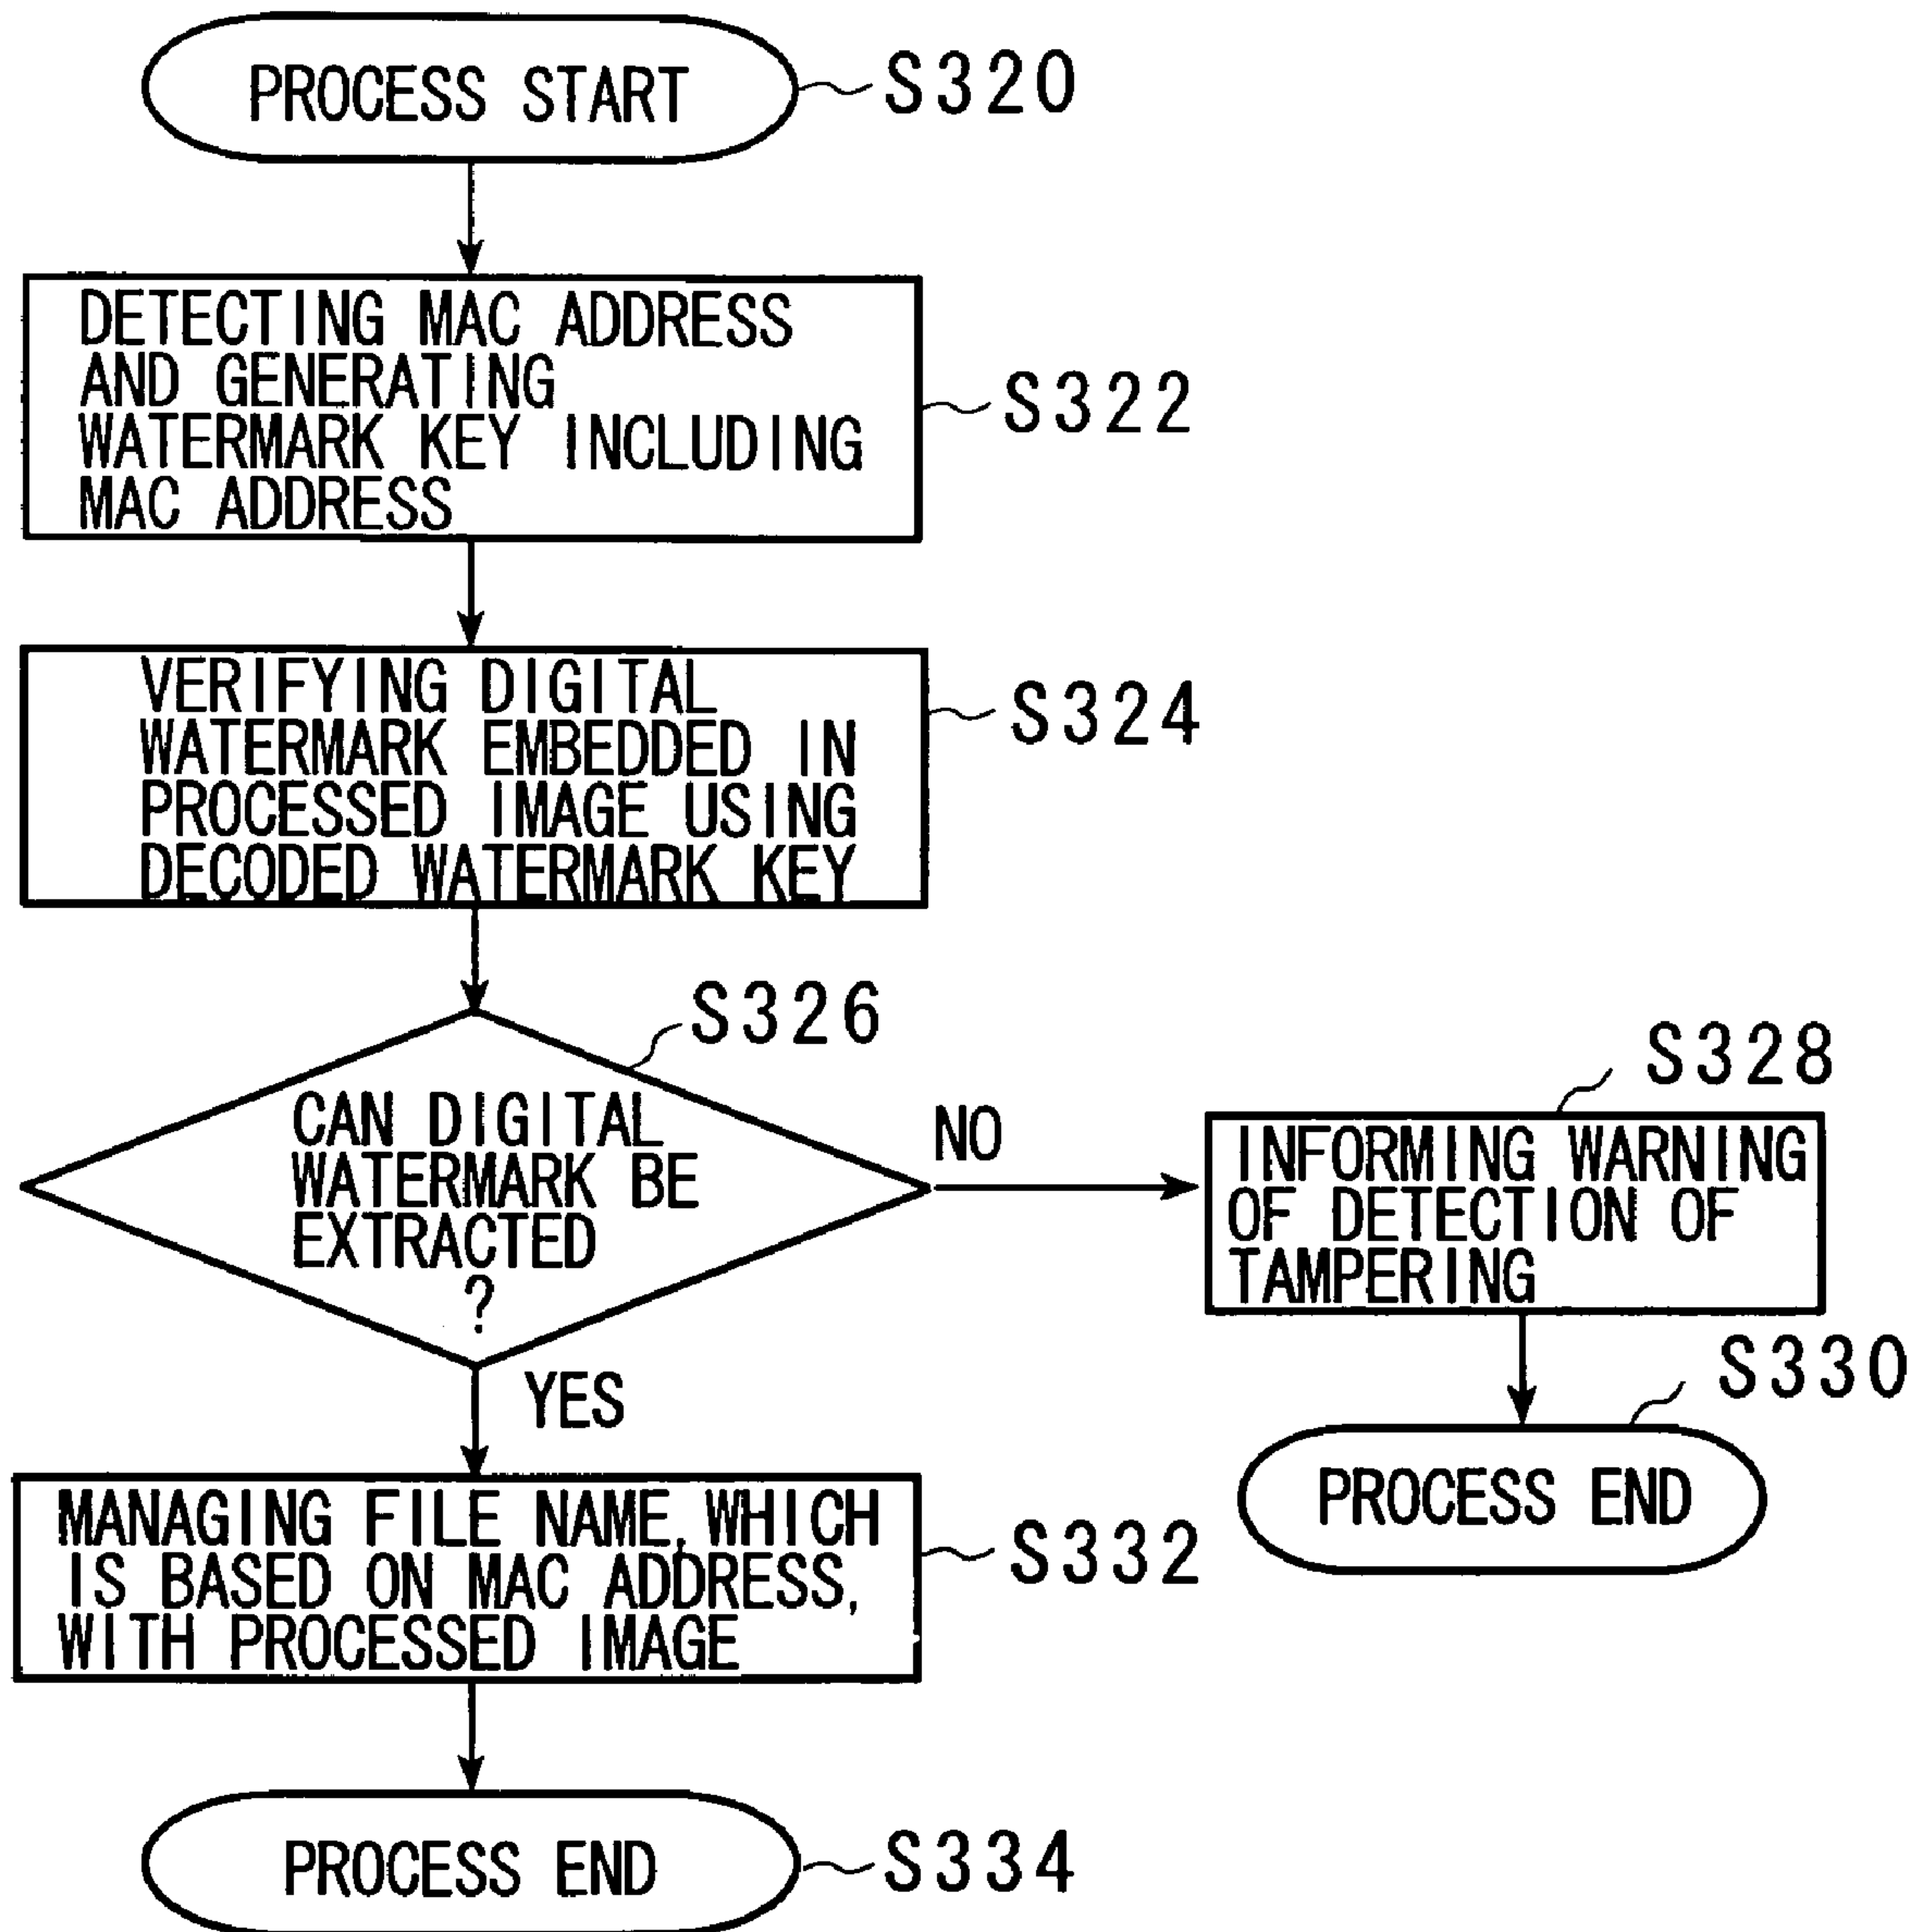 PROCESS START
S320
DETECTING MAC ADDRESS
AND GENERATING
WATERMARK KEY INCLUDING
MAC ADDRESS
S322
VERIFYING DIGITAL
WATERMARK EMBEDDED IN
PROCESSED IMAGE USING
DECODED WATERMARK KEY
S324
S326
CAN DIGITAL
WATERMARK BE
EXTRACTED
?
NO
S328
INFORMING WARNING
OF DETECTION OF
TAMPERING
S330
PROCESS END
YES
MANAGING FILE NAME, WHICH
IS BASED ON MAC ADDRESS,
WITH PROCESSED IMAGE
S332
PROCESS END
S334